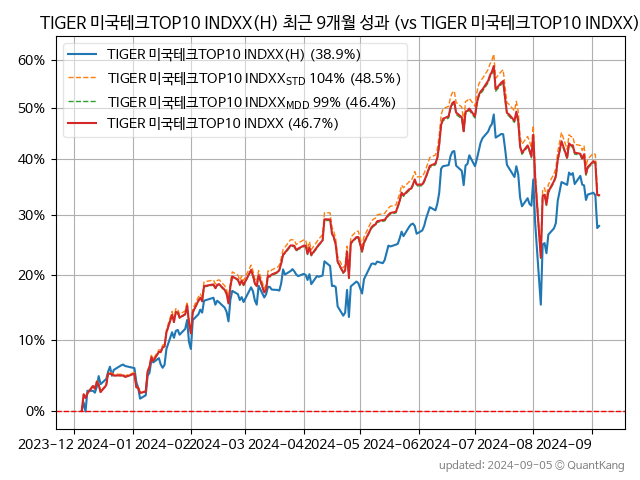 TIGER 미국테크TOP10 INDXX(H) 최근 9개월 성과 (vs TIGER 미국테크TOP10 INDXX)
TIGER 미국테크TOP10 INDXX(H) (38.9%)
TIGER 미국테크TOP10 INDXXSTD 104% (48.5%)
TIGER 미국테크TOP10 INDXXMDD 99% (46.4%)
TIGER 미국테크TOP10 INDXX (46.7%)
60%
50%
40%
30%
20%
10%
0%
2023-12 2024-01 2024-02 2024-03 2024-04 2024-05 2024-06 2024-07 2024-08 2024-09
updated: 2024-09-05 © QuantKang